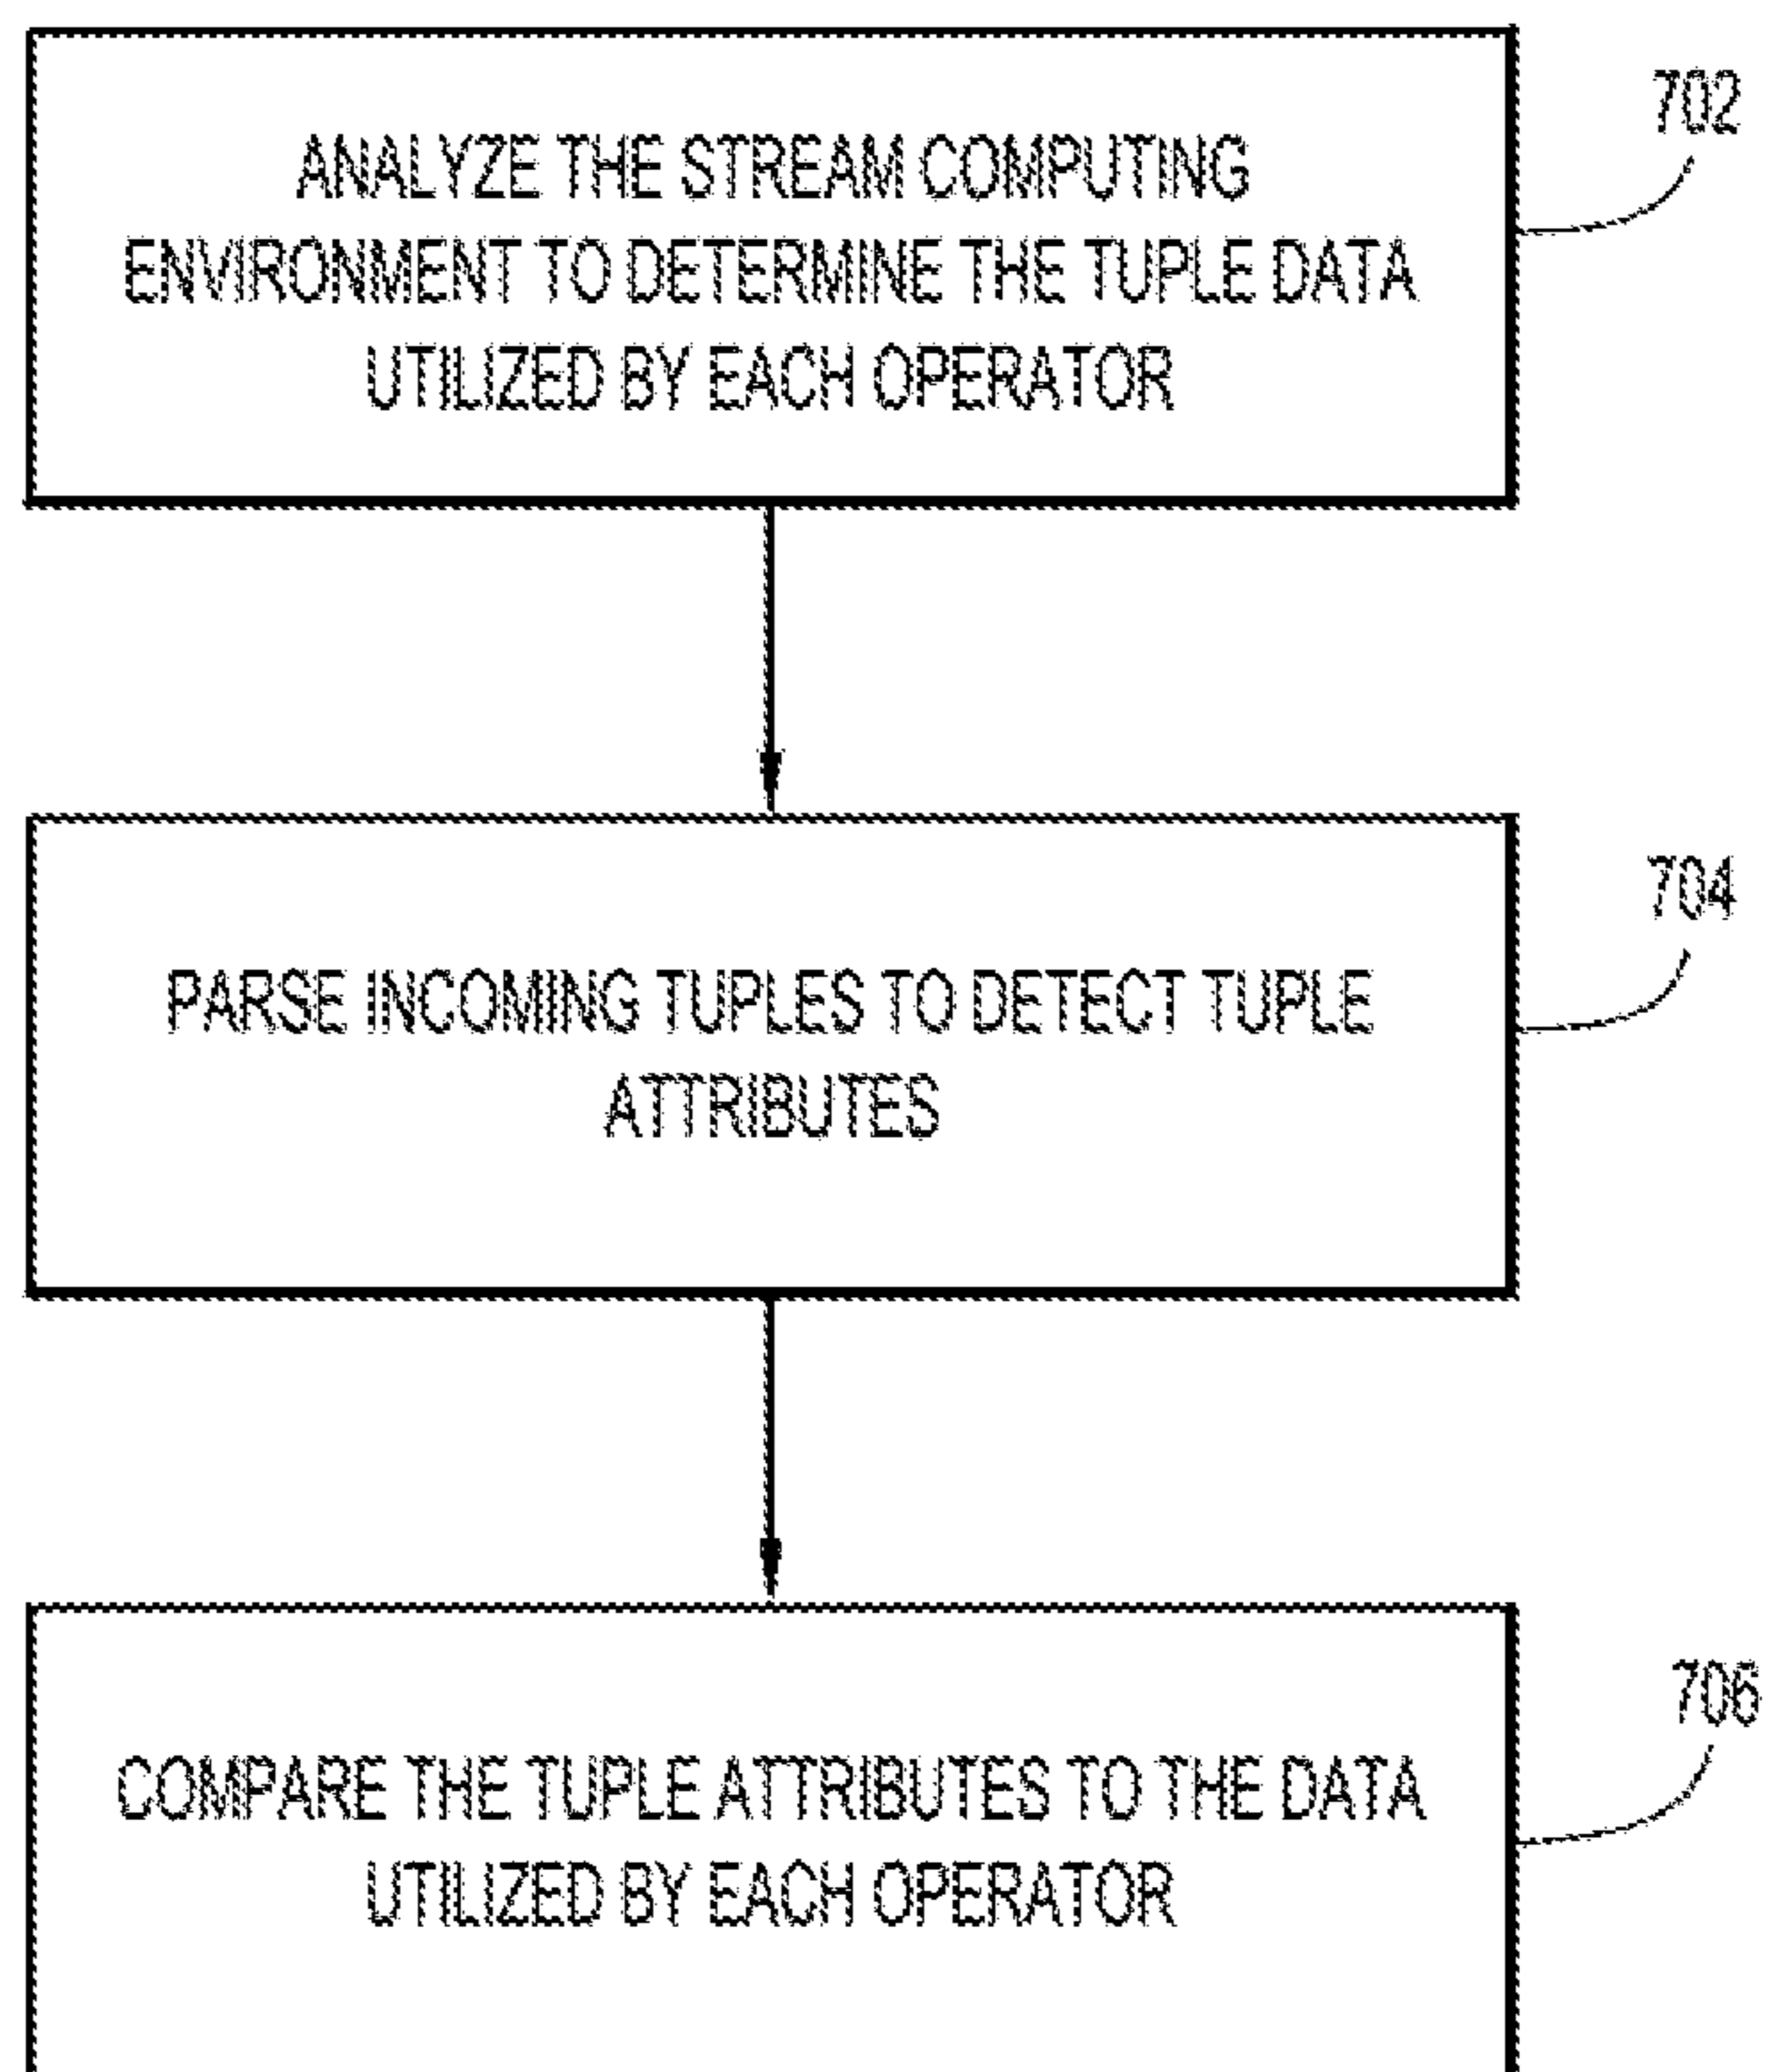 702
ANALYZE THE STREAM COMPUTING
ENVIRONMENT TO DETERMINE THE TUPLE DATA
UTILIZED BY EACH OPERATOR
704
PARSE INCOMING TUPLES TO DETECT TUPLE
ATTRIBUTES
706
COMPARE THE TUPLE ATTRIBUTES TO THE DATA
UTILIZED BY EACH OPERATOR